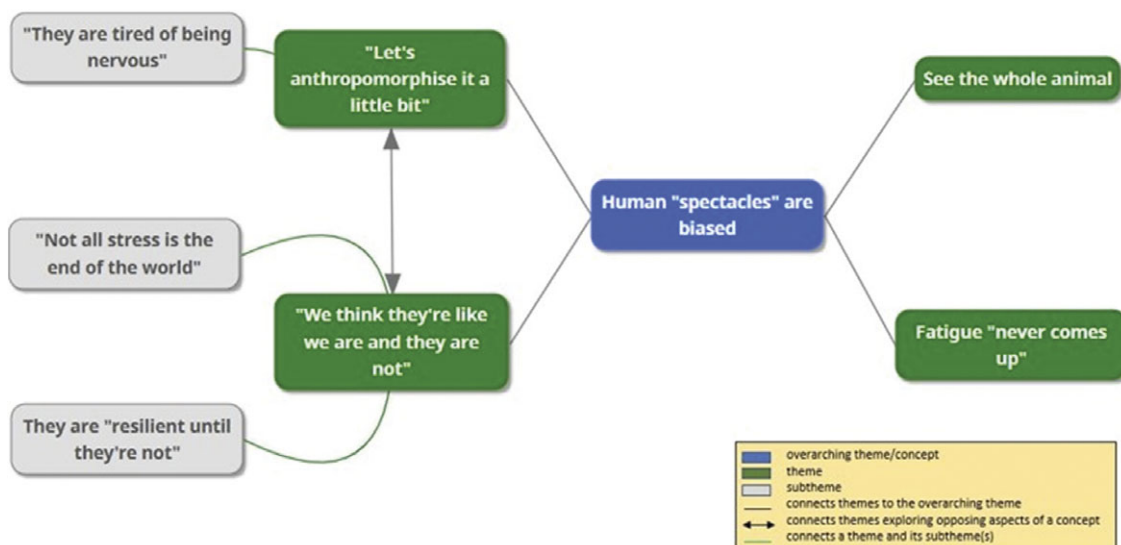 "They are tired of being
nervous"
"Let's
anthropomorphise it a
little bit"
See the whole animal
Human "spectacles" are
biased
"Not all stress is the
end of the world"
"We think they're like
we are and they are
not"
Fatigue "never comes
up"
They are "resilient until
they're not"
overarching theme/concept
theme
subtheme
connects themes to the overarching theme
connects themes exploring opposing aspects of a concept
connects a theme and its subtheme(s)